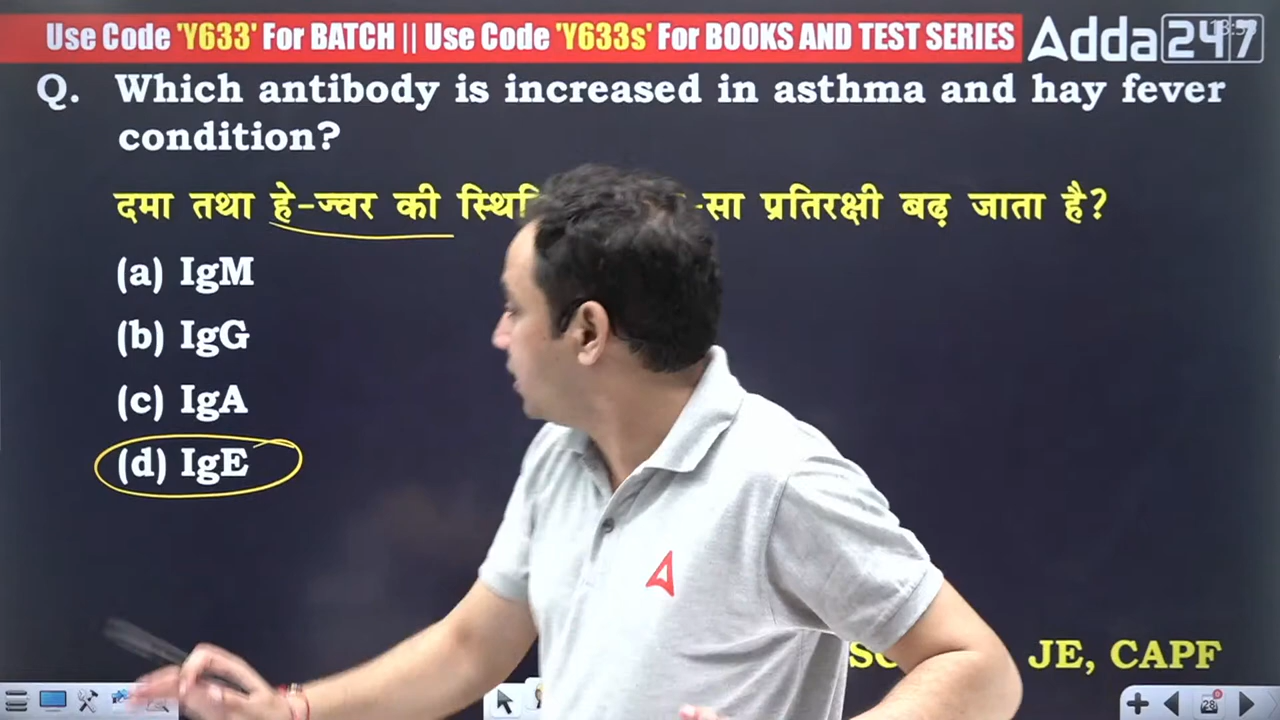 Use Code 'Y633' For BATCH || Use Code 'Y633s' For BOOKS AND TEST SERIES
Adda247
Q. Which antibody is increased in asthma and hay fever
condition?
दमा तथा हे-ज्वर की -सा प्रतिरक्षी बढ़ जाता है?
(a) IgM
(b) IgG
(c) IgA
(d) IgE
JE, CAPF
28